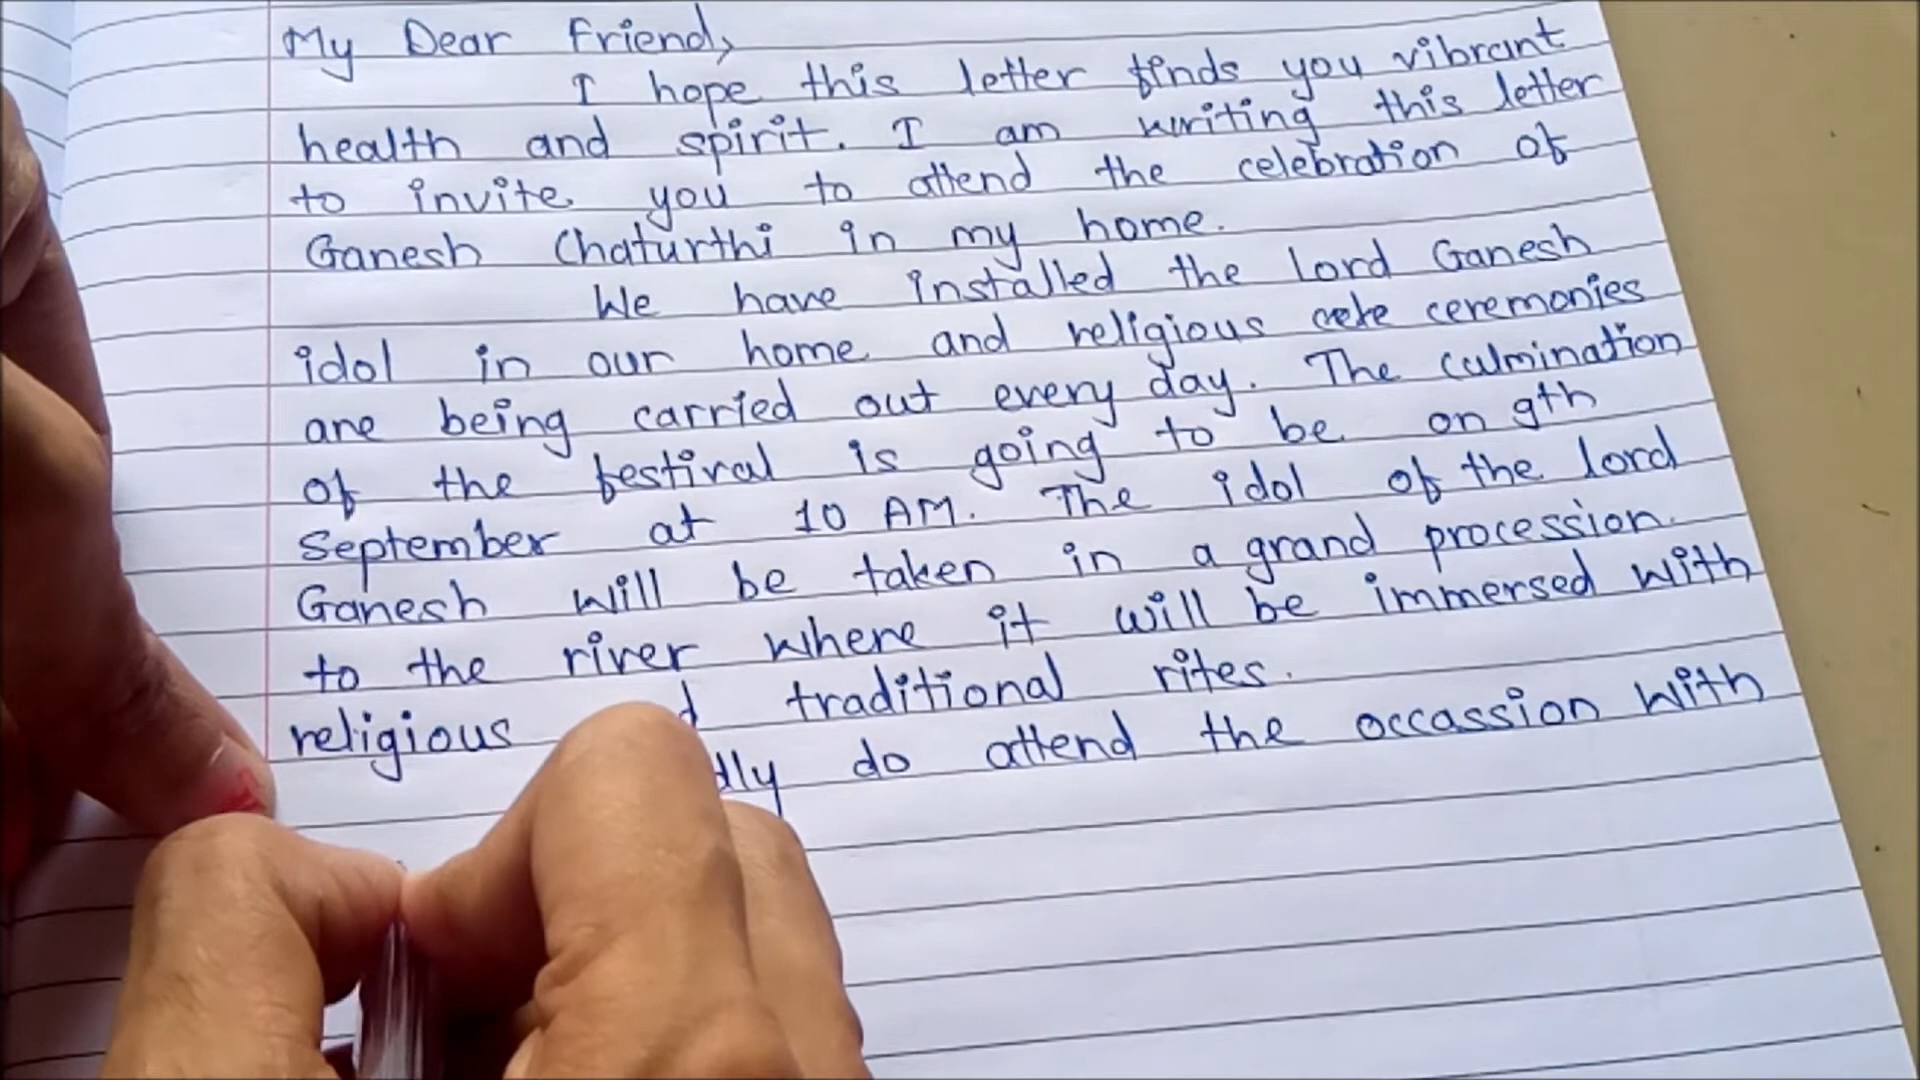 My Dear Friend,
I hope this letter finds you vibrant
health and spirit. I am writing this letter
to invite you to attend the celebration of
Ganesh Chaturthi in my home.
We have installed the lord Ganesh
idol in our home and religious cere ceremonies
are being carried out every day. The culmination
of the festival is going to be on 9th
September at 10 AM. The idol of the lord
Ganesh will be taken in a grand procession
to the river where it will be immersed with
religious traditional rites.
do attend the occassion with